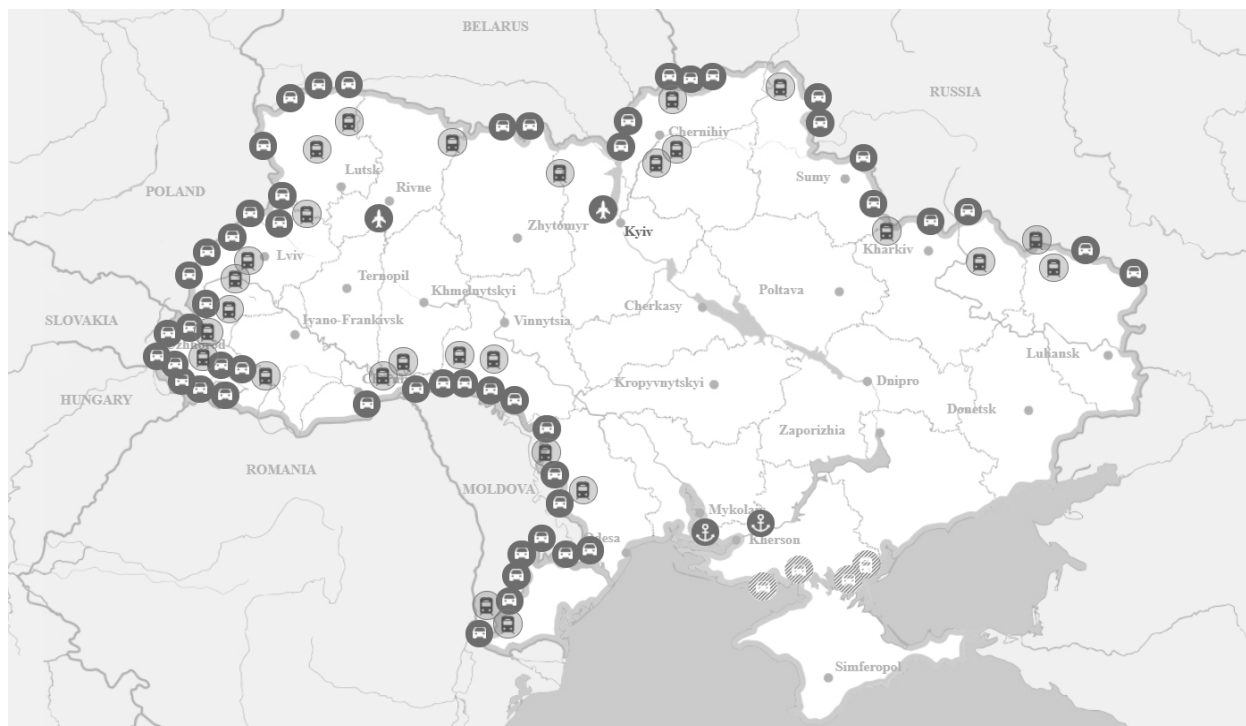 BELARUS
RUSSIA
Chernihiv
POLAND
Lutsk
Sumy
Rivne
Kyiv
Zhytomyr
Kharkiv
Lviv
Ternopil
Poltava
Khmelnytskyi
Cherkasy
SLOVAKIA
Ivano-Frankivsk
Vinnytsia
Luhansk
HUNGARY
Kropyvnytskyi
Dnipro
Donetsk
Zaporizhia
ROMANIA
MOLDOVA
Kherson
Simferopol